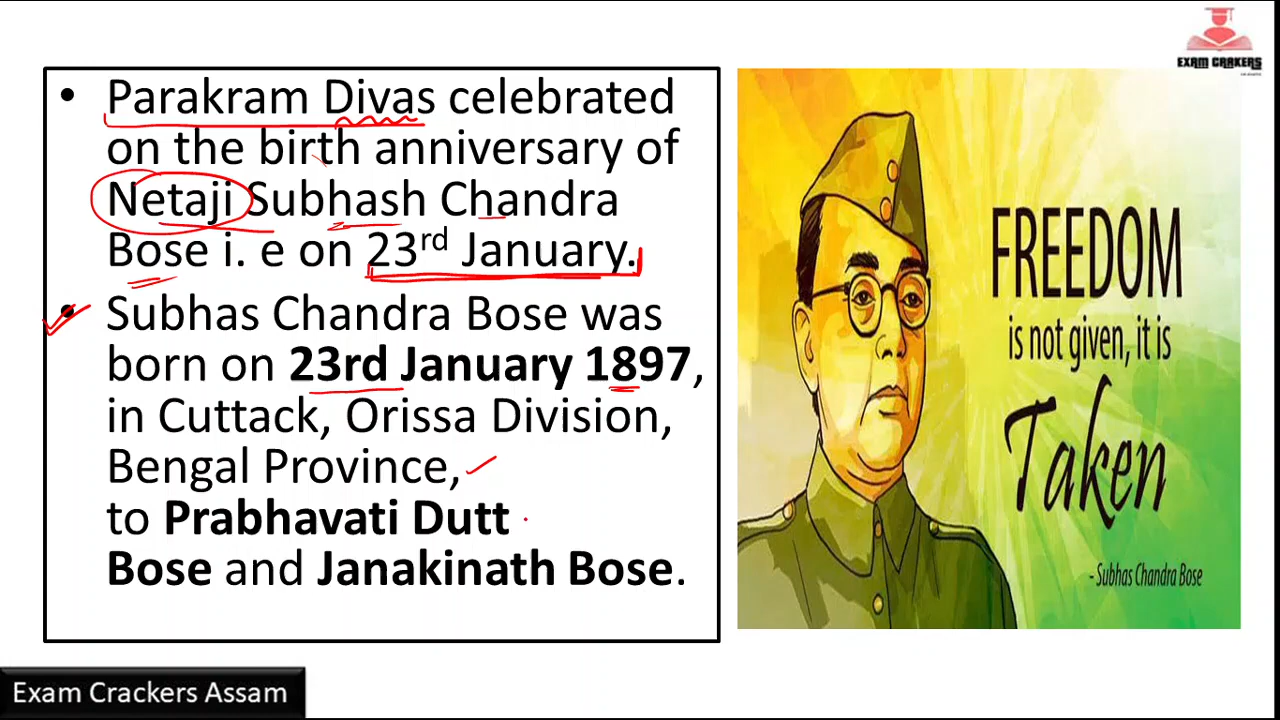 EXAM CRAKERS
• Parakram Divas celebrated
on the birth anniversary of
Netaji Subhash Chandra
Bose i. e on 23rd January.
• Subhas Chandra Bose was
born on 23rd January 1897,
in Cuttack, Orissa Division,
Bengal Province,
to Prabhavati Dutt
Bose and Janakinath Bose.
FREEDOM
is not given, it is
Taken
- Subhas Chandra Bose
Exam Crackers Assam